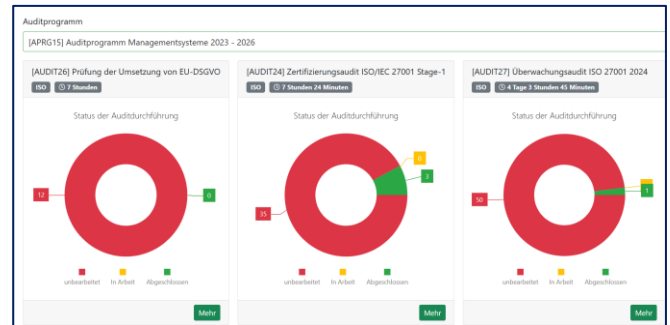 Auditprogramm
[APRG15] Auditprogramm Managementsysteme 2023 - 2026
[AUDIT26] Prüfung der Umsetzung von EU-DSGVO
ISO 7 Stunden
Status der Auditdurchführung
12
0
unbearbeitet In Arbeit Abgeschlossen
Mehr
[AUDIT24] Zertifizierungsaudit ISO/IEC 27001 Stage-1
ISO 7 Stunden 24 Minuten
Status der Auditdurchführung
0
3
35
unbearbeitet In Arbeit Abgeschlossen
Mehr
[AUDIT27] Überwachungsaudit ISO 27001 2024
ISO 4 Tage 3 Stunden 45 Minuten
Status der Auditdurchführung
1
50
unbearbeitet In Arbeit Abgeschlossen
Mehr